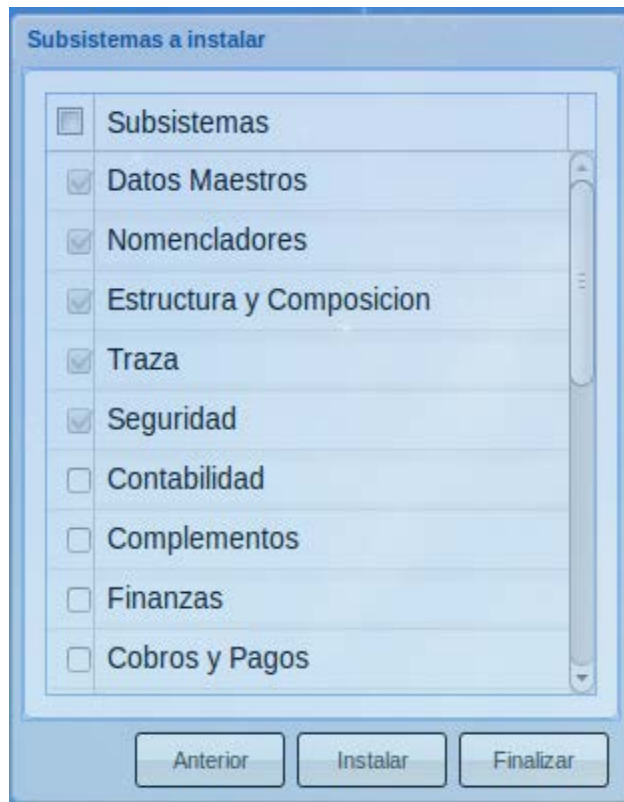 Subsistemas a instalar
Subsistemas
Datos Maestros
Nomencladores
Estructura y Composicion
Traza
Seguridad
Contabilidad
Complementos
Finanzas
Cobros y Pagos
Anterior
Instalar
Finalizar